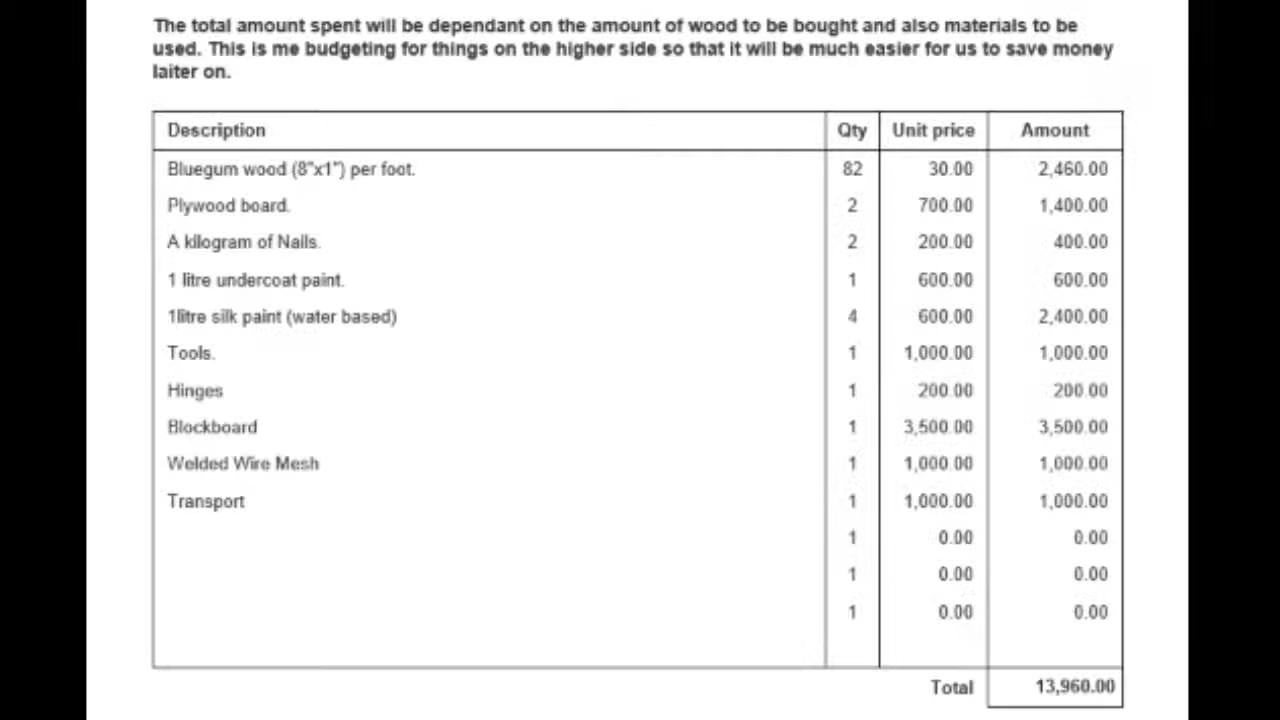 The total amount spent will be dependant on the amount of wood to be bought and also materials to be
used. This is me budgeting for things on the higher side so that it will be much easier for us to save money
laiter on.
Description Qty Unit price Amount
Bluegum wood (8"x1") per foot. 82 30.00 2,460.00
Plywood board. 2 700.00 1,400.00
A kilogram of Nails. 2 200.00 400.00
1 litre undercoat paint. 1 600.00 600.00
1litre silk paint (water based) 4 600.00 2,400.00
Tools. 1 1,000.00 1,000.00
Hinges 1 200.00 200.00
Blockboard 1 3,500.00 3,500.00
Welded Wire Mesh 1 1,000.00 1,000.00
Transport 1 1,000.00 1,000.00
1 0.00 0.00
1 0.00 0.00
1 0.00 0.00
Total 13,960.00